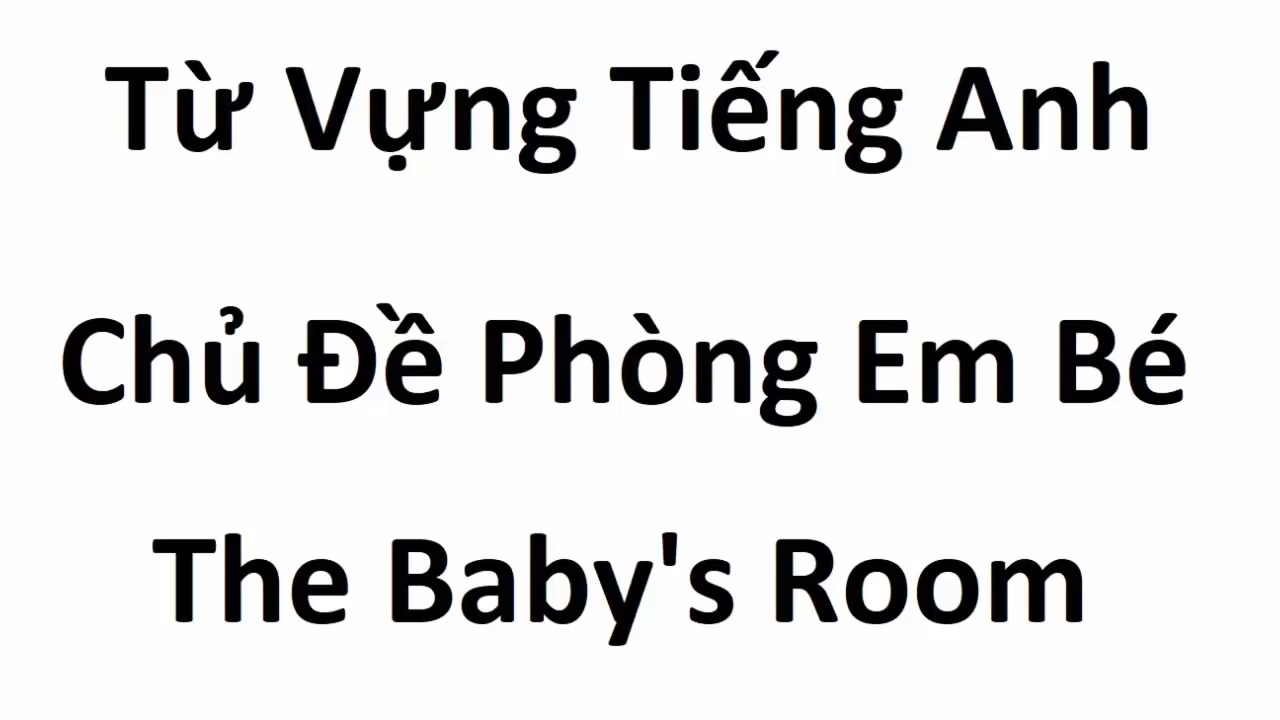 Từ Vựng Tiếng Anh
Chủ Đề Phòng Em Bé
The Baby's Room